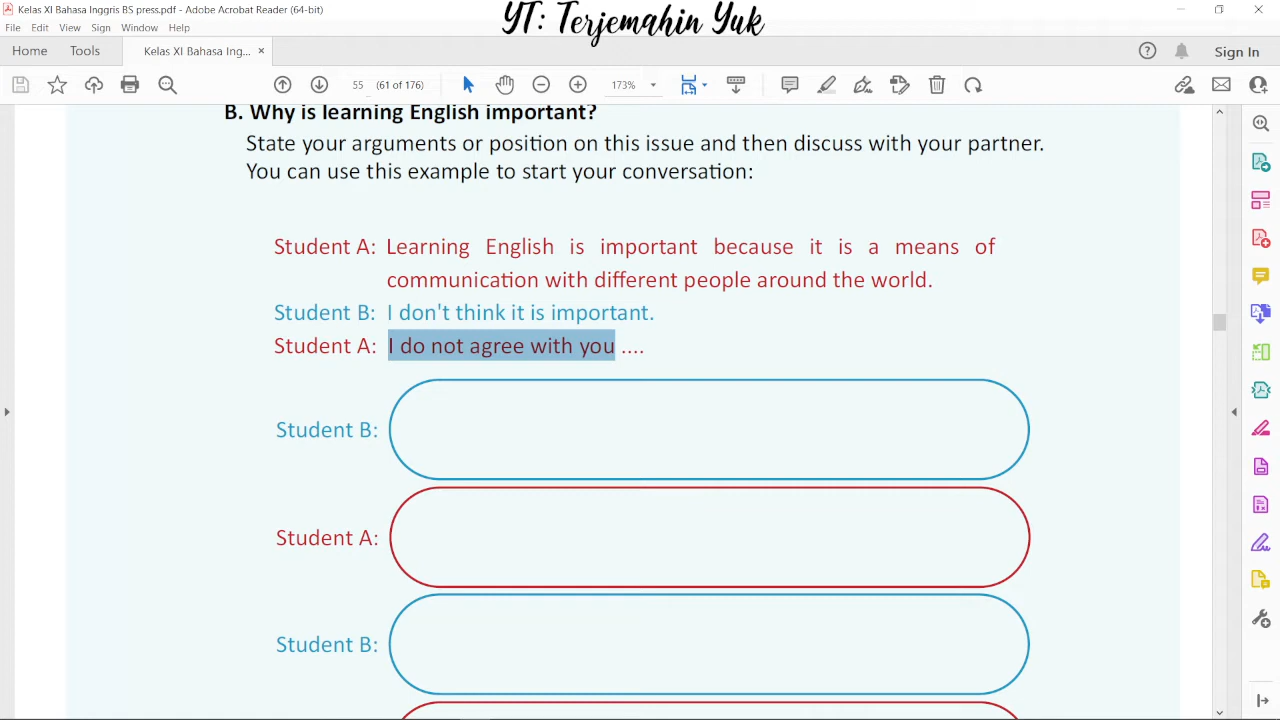 Kelas XI Bahasa Inggris BS press.pdf - Adobe Acrobat Reader (64-bit)
YT: Terjemahin Yuk
File Edit View Sign Window Help
Home Tools Kelas XI Bahasa Ing... × Sign In
55 (61 of 176) 173%
B. Why is learning English important?
State your arguments or position on this issue and then discuss with your partner.
You can use this example to start your conversation:
Student A: Learning English is important because it is a means of
communication with different people around the world.
Student B: I don't think it is important.
Student A: I do not agree with you ....
Student B:
Student A:
Student B: